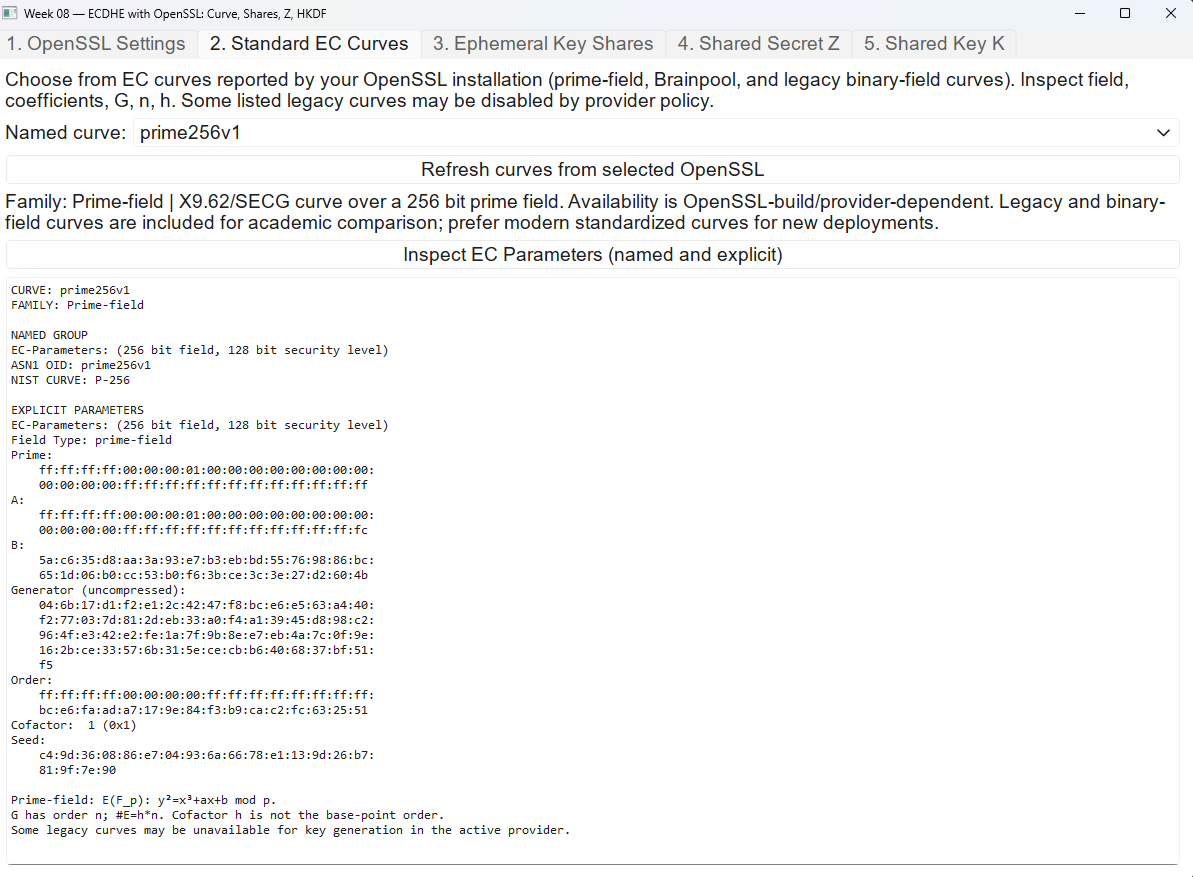 Week 08 — ECDHE with OpenSSL: Curve, Shares, Z, HKDF
1. OpenSSL Settings
2. Standard EC Curves
3. Ephemeral Key Shares
4. Shared Secret Z
5. Shared Key K
Choose from EC curves reported by your OpenSSL installation (prime-field, Brainpool, and legacy binary-field curves). Inspect field,
coefficients, G, n, h. Some listed legacy curves may be disabled by provider policy.
Named curve: prime256v1
Refresh curves from selected OpenSSL
Family: Prime-field | X9.62/SECG curve over a 256 bit prime field. Availability is OpenSSL-build/provider-dependent. Legacy and binary-
field curves are included for academic comparison; prefer modern standardized curves for new deployments.
Inspect EC Parameters (named and explicit)
CURVE: prime256v1
FAMILY: Prime-field
NAMED GROUP
EC-Parameters: (256 bit field, 128 bit security level)
ASN1 OID: prime256v1
NIST CURVE: P-256
EXPLICIT PARAMETERS
EC-Parameters: (256 bit field, 128 bit security level)
Field Type: prime-field
Prime:
ff:ff:ff:ff:00:00:00:01:00:00:00:00:00:00:00:00:
00:00:00:00:ff:ff:ff:ff:ff:ff:ff:ff:ff:ff:ff:ff
A:
ff:ff:ff:ff:00:00:00:01:00:00:00:00:00:00:00:00:
00:00:00:00:ff:ff:ff:ff:ff:ff:ff:ff:ff:ff:ff:fc
B:
5a:c6:35:d8:aa:3a:93:e7:b3:eb:bd:55:76:98:86:bc:
65:1d:06:b0:cc:53:b0:f6:3b:ce:3c:3e:27:d2:60:4b
Generator (uncompressed):
04:6b:17:d1:f2:e1:2c:42:47:f8:bc:e6:e5:63:a4:40:
f2:77:03:7d:81:2d:eb:33:a0:f4:a1:39:45:d8:98:c2:
96:4f:e3:42:e2:fe:1a:7f:9b:8e:e7:eb:4a:7c:0f:9e:
16:2b:ce:33:57:6b:31:5e:ce:cb:b6:40:68:37:bf:51:
f5
Order:
ff:ff:ff:ff:00:00:00:00:ff:ff:ff:ff:ff:ff:ff:ff:
bc:e6:fa:ad:a7:17:9e:84:f3:b9:ca:c2:fc:63:25:51
Cofactor:  1 (0x1)
Seed:
c4:9d:36:08:86:e7:04:93:6a:66:78:e1:13:9d:26:b7:
81:9f:7e:90
Prime-field: E(F_p): y²=x³+ax+b mod p.
G has order n; #E=h*n. Cofactor h is not the base-point order.
Some legacy curves may be unavailable for key generation in the active provider.